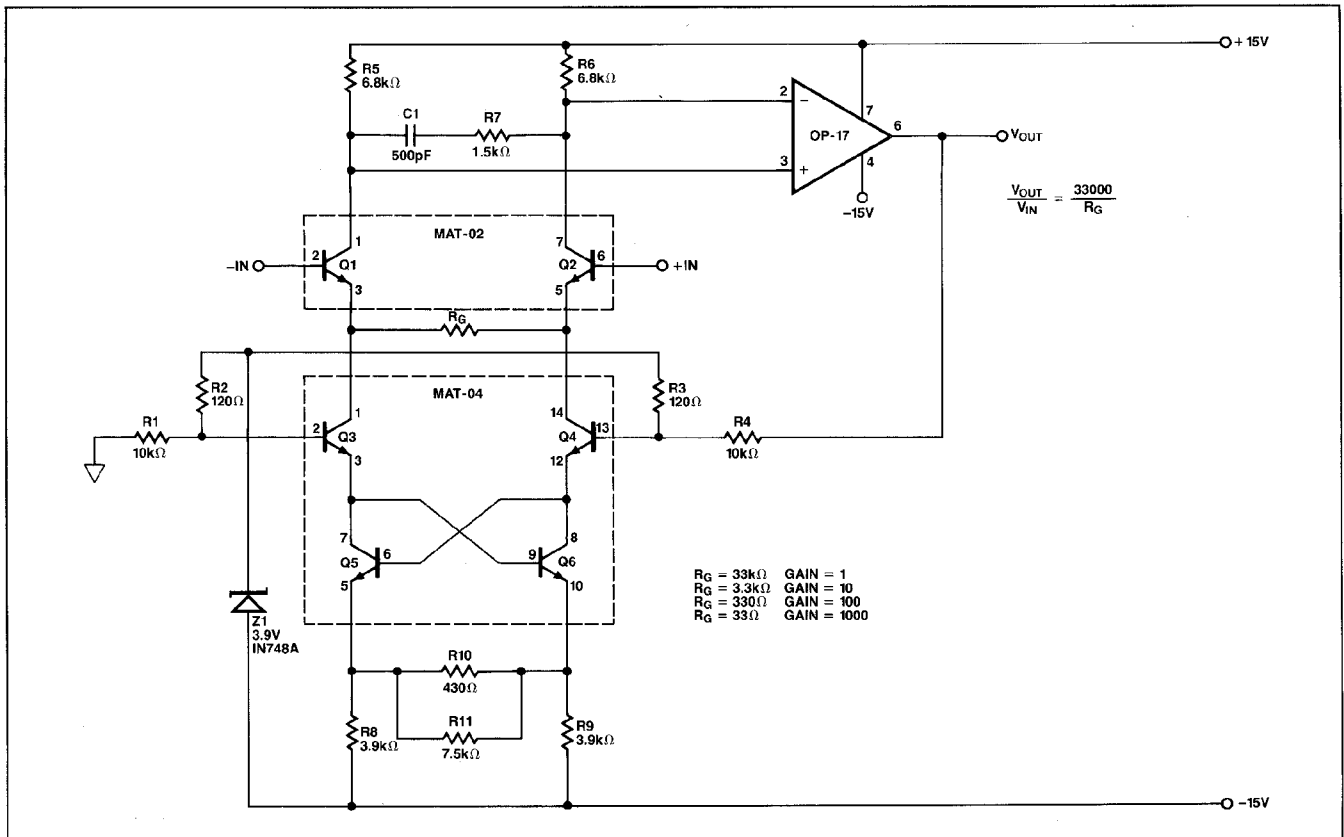 +15V
R5
6.8kΩ
R6
6.8kΩ
C1
500pF
R7
1.5kΩ
2
−
3
+
OP-17
7
4
6
−15V
VOUT
VOUT
VIN
=
33000
RG
MAT-02
−IN
2
1
Q1
3
7
6
Q2
5
+IN
RG
R2
120Ω
R3
120Ω
MAT-04
R1
10kΩ
2
1
Q3
3
14
13
Q4
12
R4
10kΩ
7
6
Q5
5
8
9
Q6
10
Z1
3.9V
IN748A
RG = 33kΩ GAIN = 1
RG = 3.3kΩ GAIN = 10
RG = 330Ω GAIN = 100
RG = 33Ω GAIN = 1000
R10
430Ω
R11
7.5kΩ
R8
3.9kΩ
R9
3.9kΩ
−15V